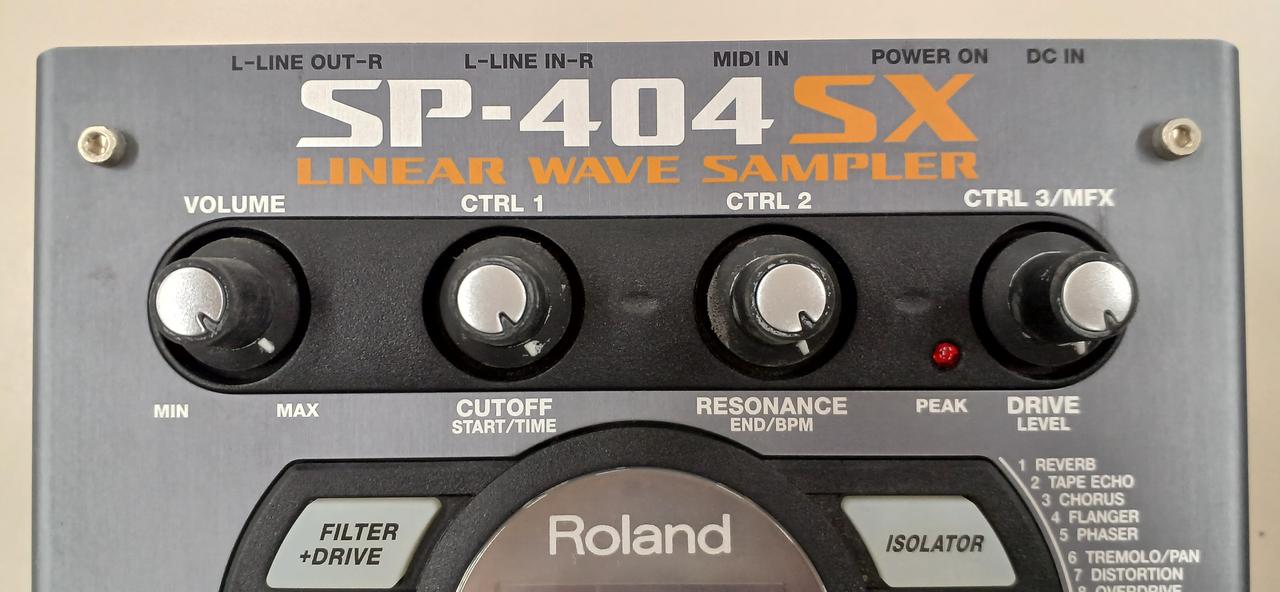 L-LINE OUT-R L-LINE IN-R MIDI IN POWER ON DC IN
SP-404SX
LINEAR WAVE SAMPLER
VOLUME CTRL 1 CTRL 2 CTRL 3/MFX
MIN MAX CUTOFF RESONANCE PEAK DRIVE
START/TIME END/BPM LEVEL
1 REVERB
2 TAPE ECHO
3 CHORUS
4 FLANGER
5 PHASER
6 TREMOLO/PAN
7 DISTORTION
8 OVERDRIVE
FILTER
+DRIVE
Roland
ISOLATOR